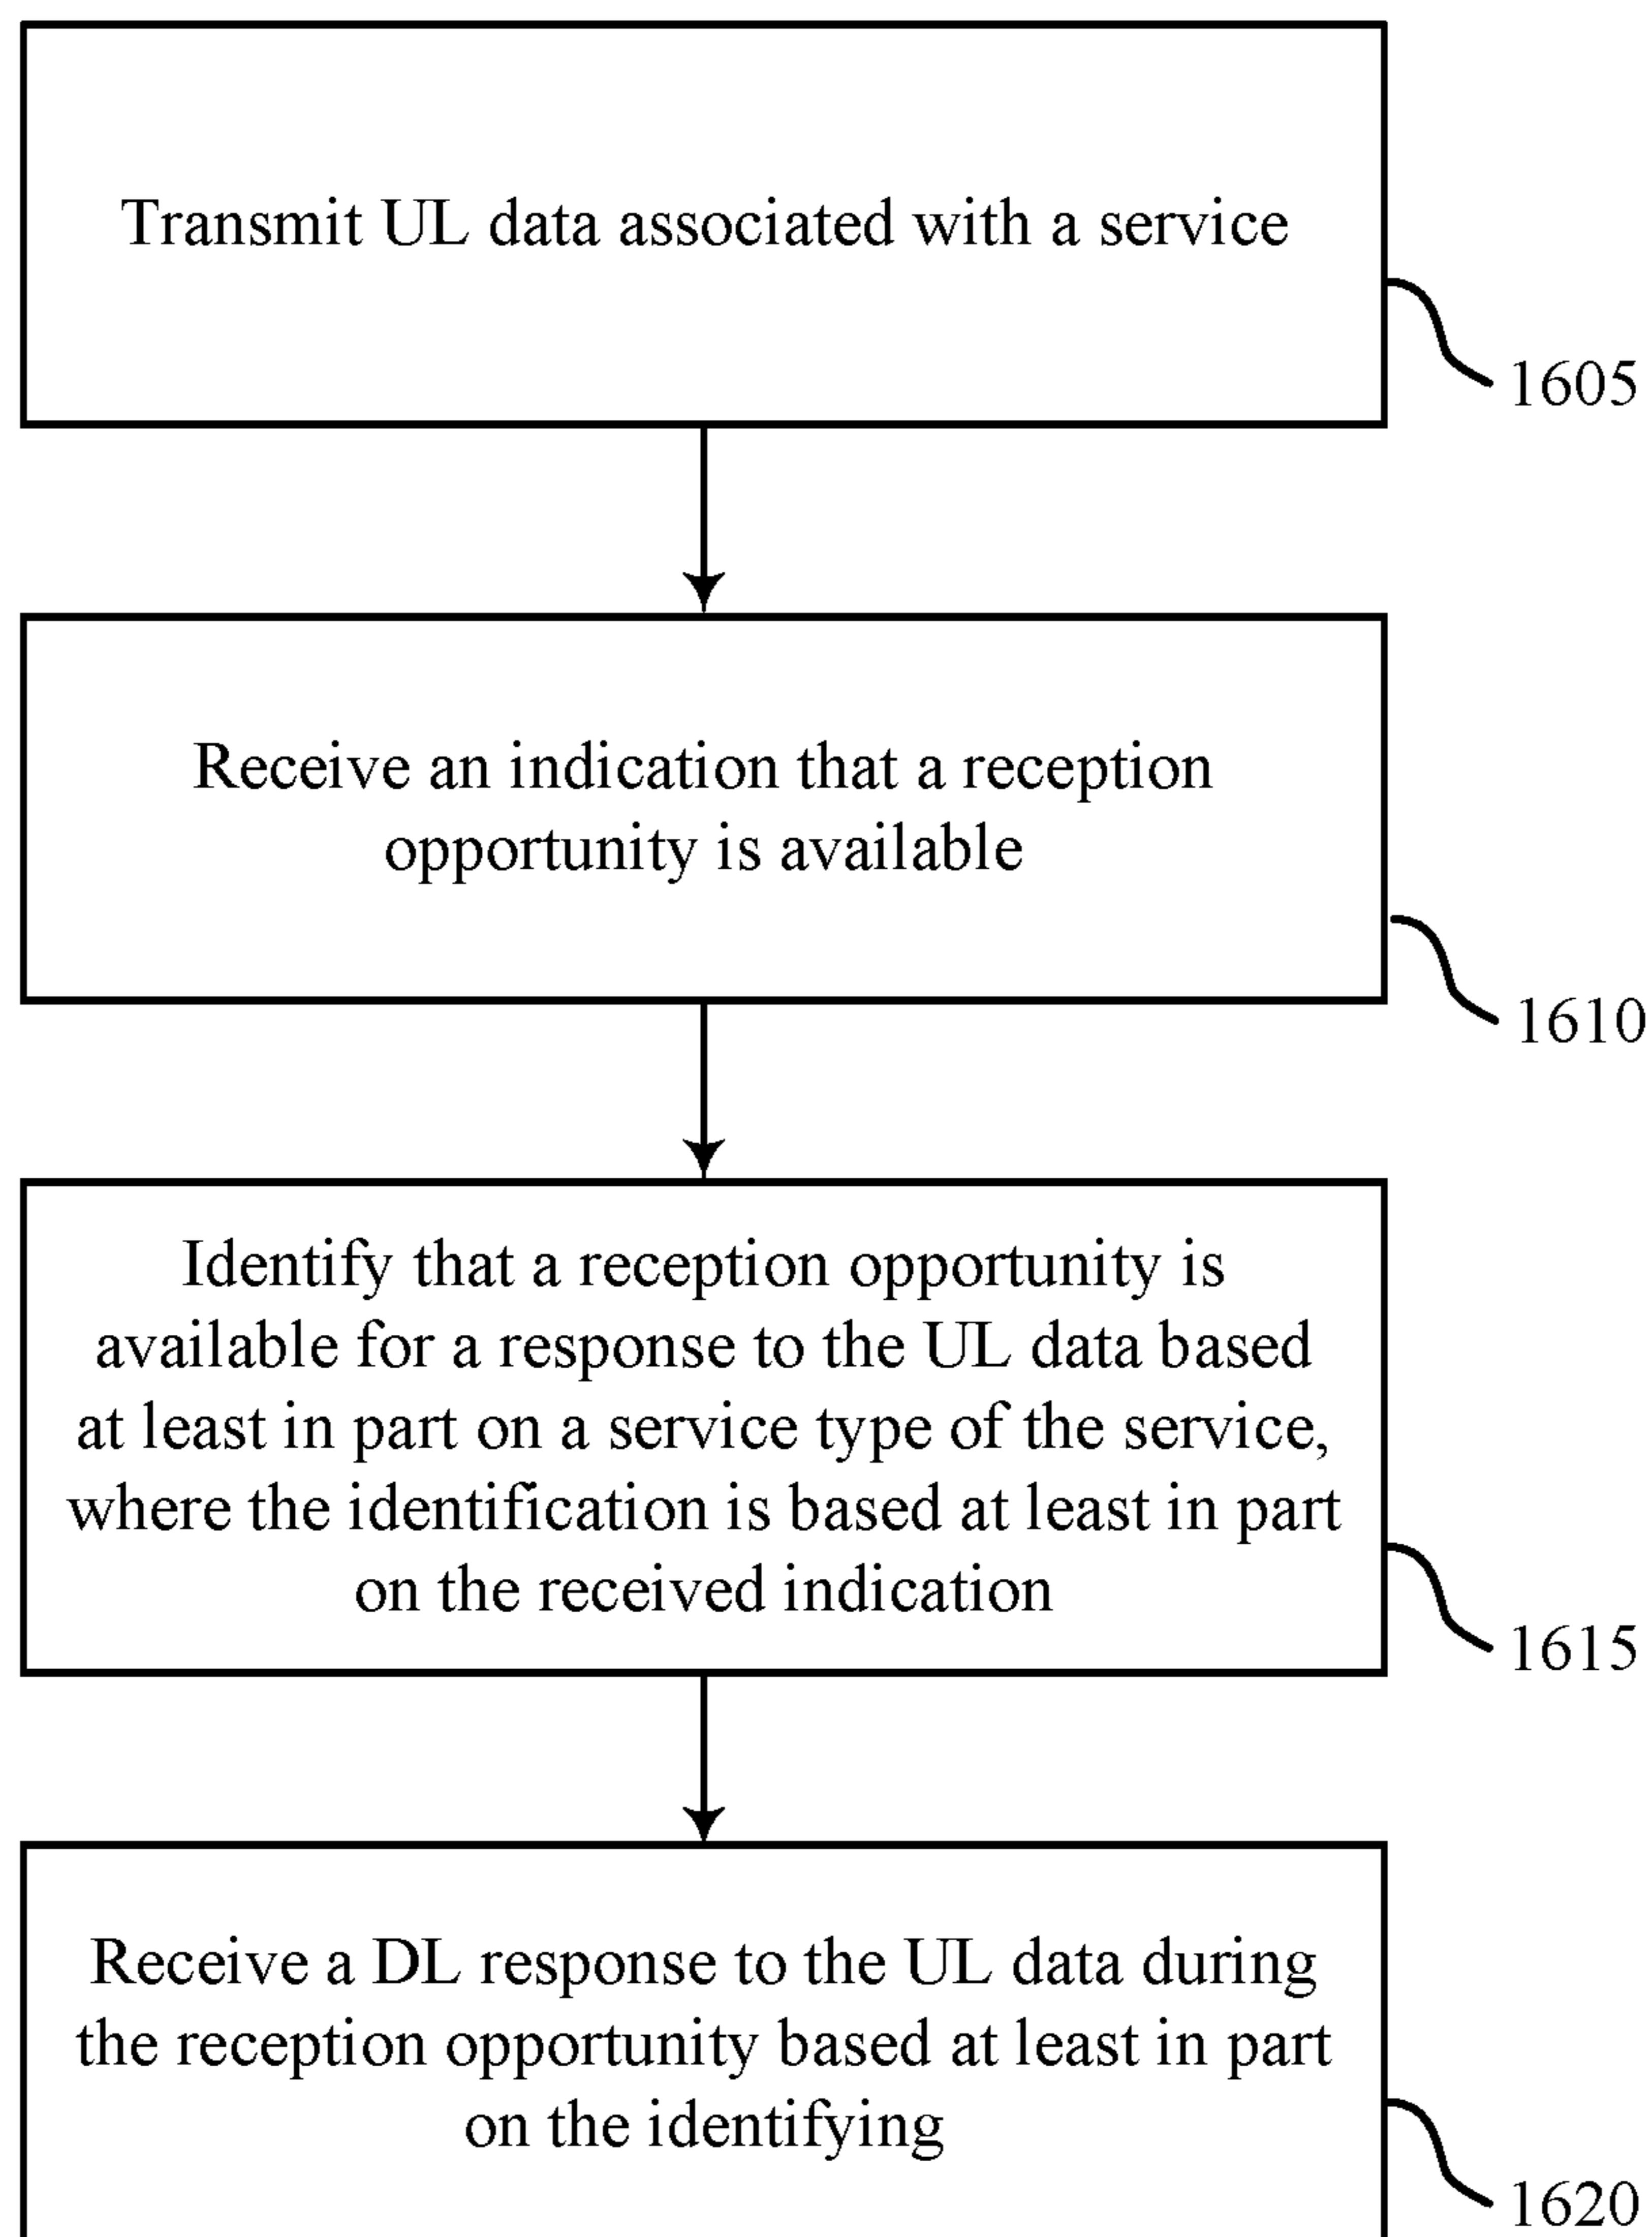 Transmit UL data associated with a service
1605
Receive an indication that a reception
opportunity is available
1610
Identify that a reception opportunity is
available for a response to the UL data based
at least in part on a service type of the service,
where the identification is based at least in part
on the received indication
1615
Receive a DL response to the UL data during
the reception opportunity based at least in part
on the identifying
1620